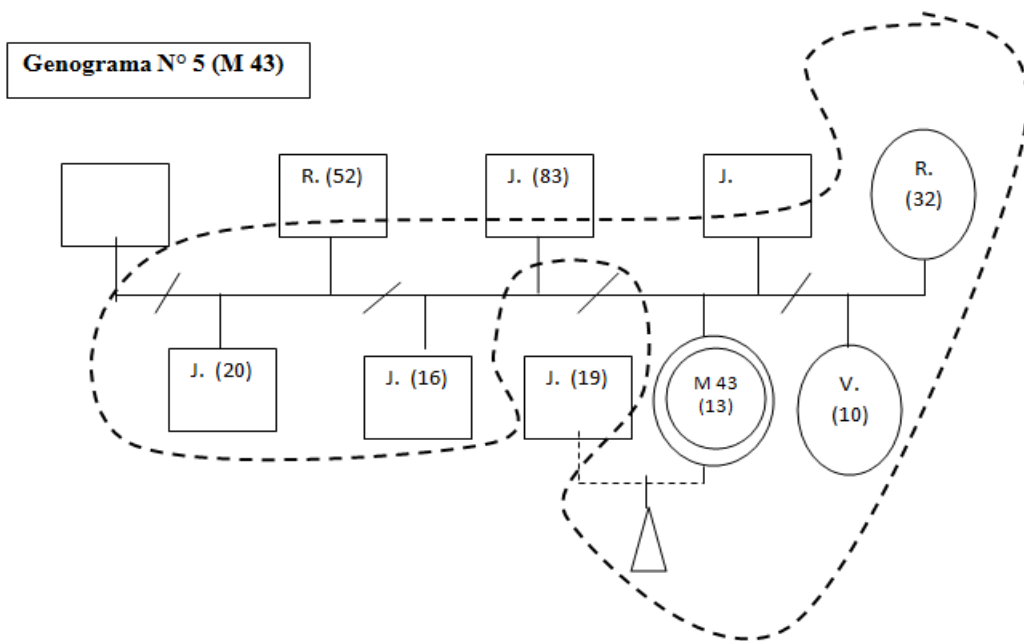 Genograma N° 5 (M 43)
R. (52)
J. (83)
J.
R.
(32)
J. (20)
J. (16)
J. (19)
M 43
(13)
V.
(10)